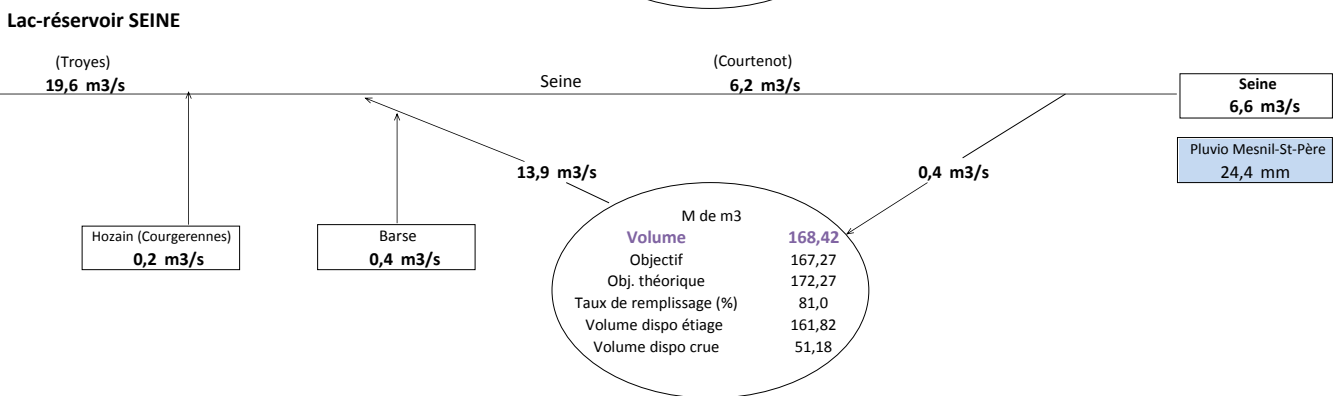 Lac-réservoir SEINE
(Troyes)
19,6 m3/s
Seine
(Courtenot)
6,2 m3/s
Seine
6,6 m3/s
Pluvio Mesnil-St-Père
24,4 mm
13,9 m3/s
0,4 m3/s
Hozain (Courgerennes)
0,2 m3/s
Barse
0,4 m3/s
M de m3
Volume 168,42
Objectif 167,27
Obj. théorique 172,27
Taux de remplissage (%) 81,0
Volume dispo étiage 161,82
Volume dispo crue 51,18